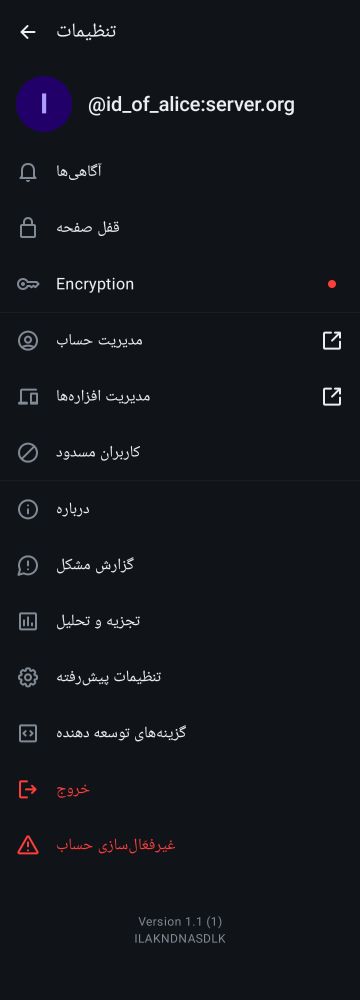 تنظیمات
I
@id_of_alice:server.org
آگاهی‌ها
قفل صفحه
Encryption
مدیریت حساب
مدیریت افزاره‌ها
کاربران مسدود
درباره
گزارش مشکل
تجزیه و تحلیل
تنظیمات پیش‌رفته
گزینه‌های توسعه دهنده
خروج
غیرفغال‌سازی حساب
Version 1.1 (1)
ILAKNDNASDLK